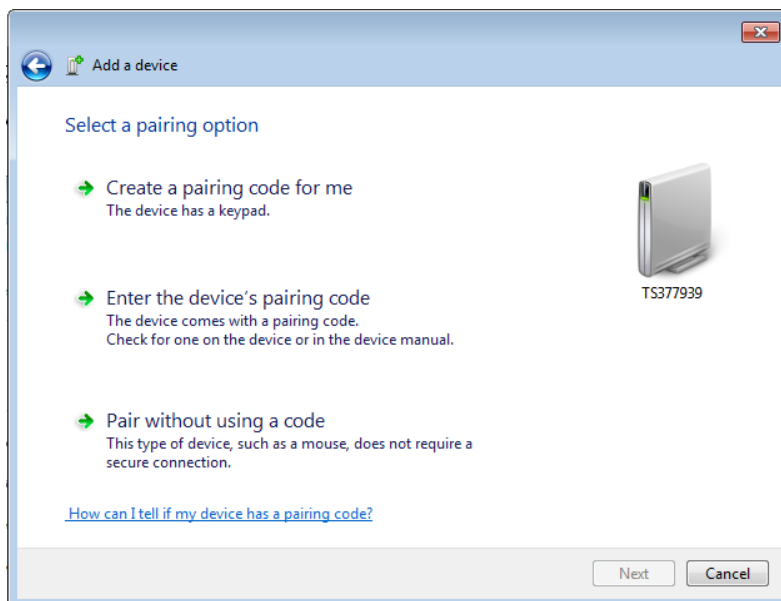 Add a device
Select a pairing option
Create a pairing code for me
The device has a keypad.
TS377939
Enter the device's pairing code
The device comes with a pairing code.
Check for one on the device or in the device manual.
Pair without using a code
This type of device, such as a mouse, does not require a
secure connection.
How can I tell if my device has a pairing code?
Next
Cancel